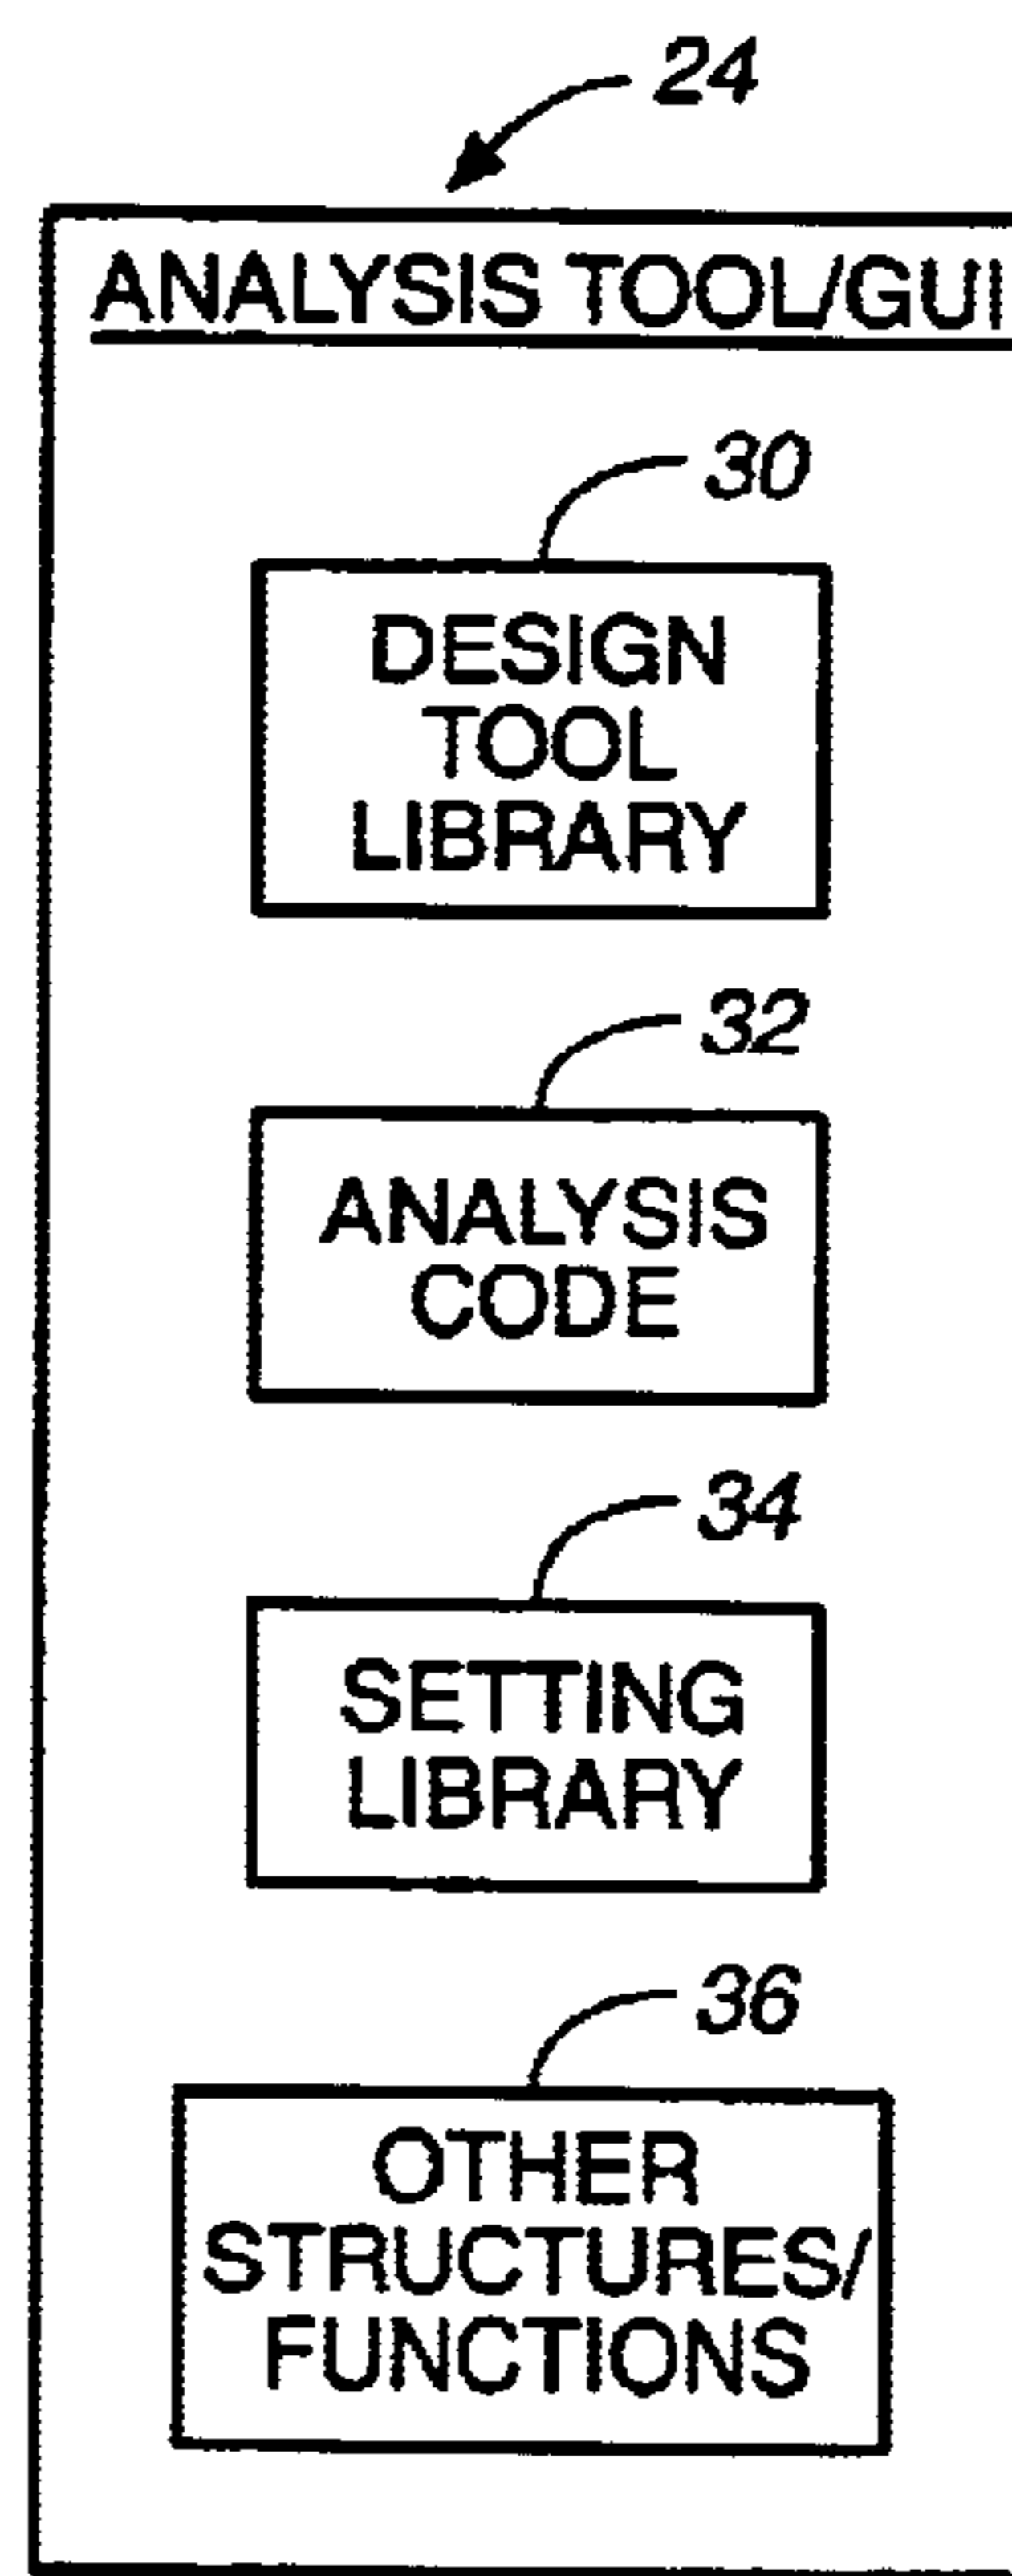 24
ANALYSIS TOOL/GUI
30
DESIGN
TOOL
LIBRARY
32
ANALYSIS
CODE
34
SETTING
LIBRARY
36
OTHER
STRUCTURES/
FUNCTIONS